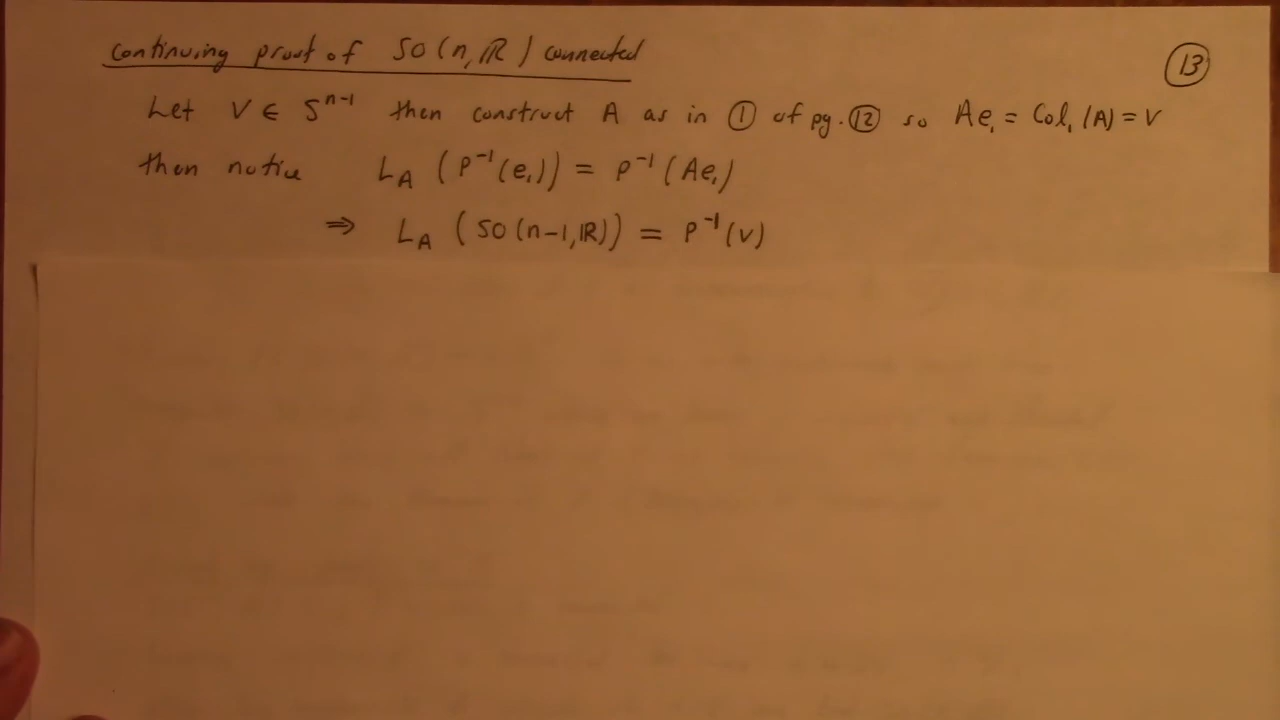 continuing proof of SO(n,ℝ) connected
⑬
Let V ∈ Sⁿ⁻¹ then construct A as in ① of pg. ⑫ so Ae₁ = Col₁(A) = V
then notice L_A (p⁻¹(e₁)) = p⁻¹(Ae₁)
⇒ L_A (SO(n-1,ℝ)) = p⁻¹(v)